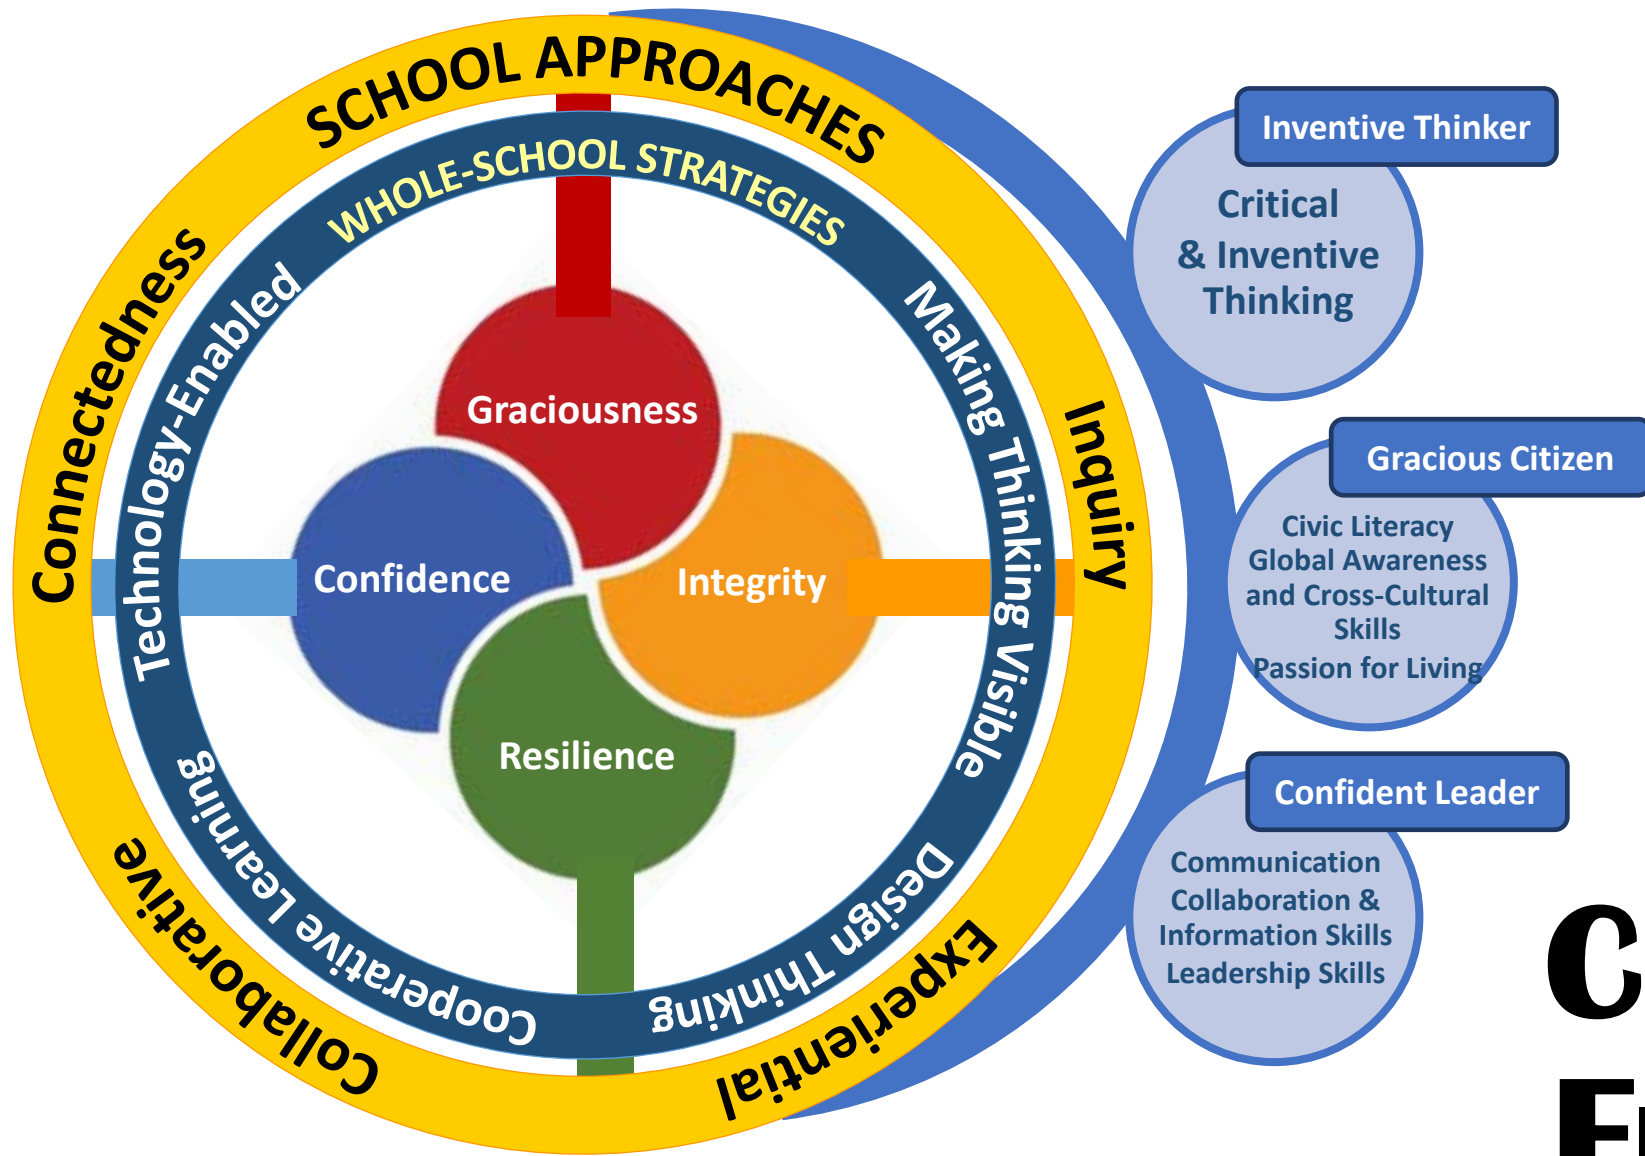 SCHOOL APPROACHES
Connectedness
Inquiry
Collaborative
Experiential
WHOLE-SCHOOL STRATEGIES
Technology-Enabled
Making Thinking Visible
Cooperative Learning
Design Thinking
Graciousness
Confidence
Integrity
Resilience
Inventive Thinker
Critical
& Inventive
Thinking
Gracious Citizen
Civic Literacy
Global Awareness
and Cross-Cultural
Skills
Passion for Living
Confident Leader
Communication
Collaboration &
Information Skills
Leadership Skills